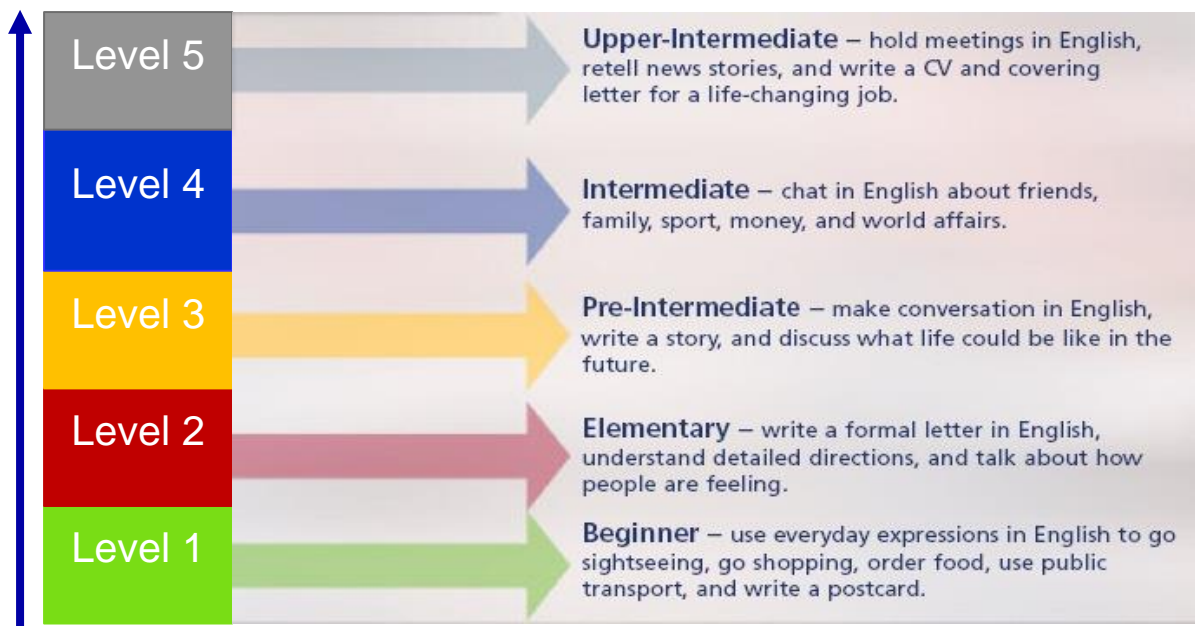 Level 5
Upper-Intermediate – hold meetings in English,
retell news stories, and write a CV and covering
letter for a life-changing job.
Level 4
Intermediate – chat in English about friends,
family, sport, money, and world affairs.
Level 3
Pre-Intermediate – make conversation in English,
write a story, and discuss what life could be like in the
future.
Level 2
Elementary – write a formal letter in English,
understand detailed directions, and talk about how
people are feeling.
Level 1
Beginner – use everyday expressions in English to go
sightseeing, go shopping, order food, use public
transport, and write a postcard.